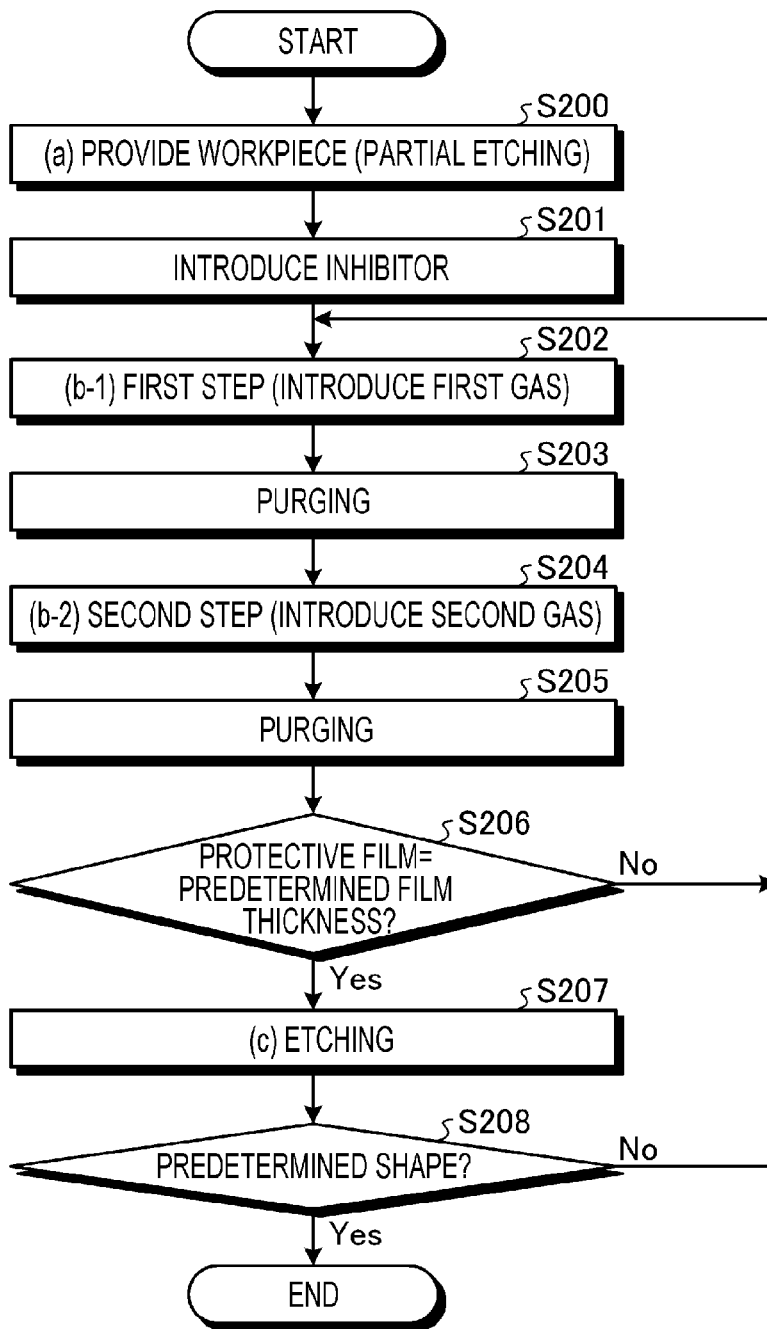 START
S200
(a) PROVIDE WORKPIECE (PARTIAL ETCHING)
S201
INTRODUCE INHIBITOR
S202
(b-1) FIRST STEP (INTRODUCE FIRST GAS)
S203
PURGING
S204
(b-2) SECOND STEP (INTRODUCE SECOND GAS)
S205
PURGING
S206
PROTECTIVE FILM=
PREDETERMINED FILM
THICKNESS?
No
Yes
S207
(c) ETCHING
S208
PREDETERMINED SHAPE?
No
Yes
END